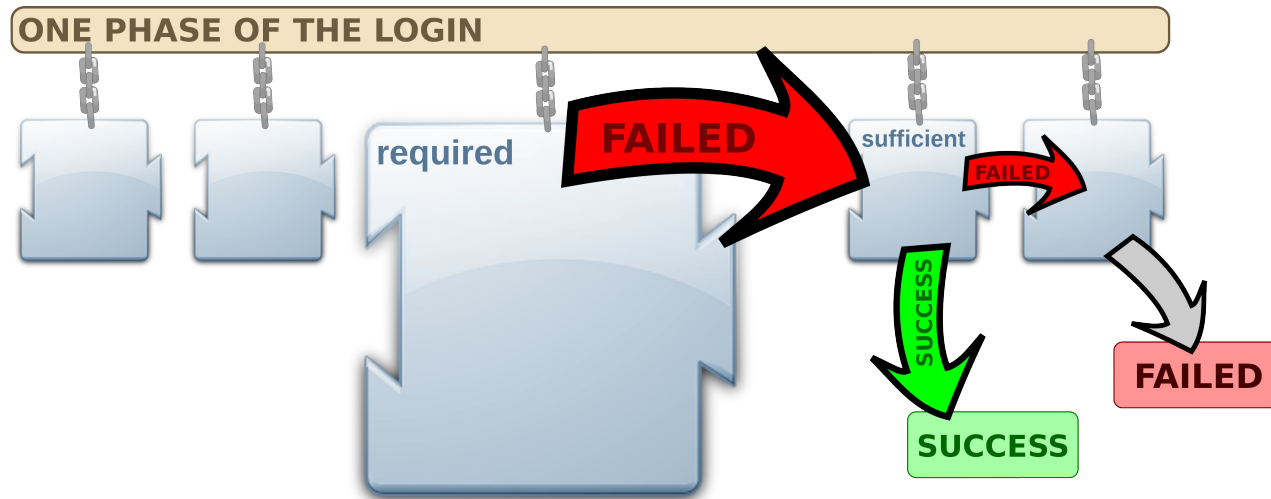 ONE PHASE OF THE LOGIN
required
FAILED
sufficient
FAILED
SUCCESS
FAILED
SUCCESS